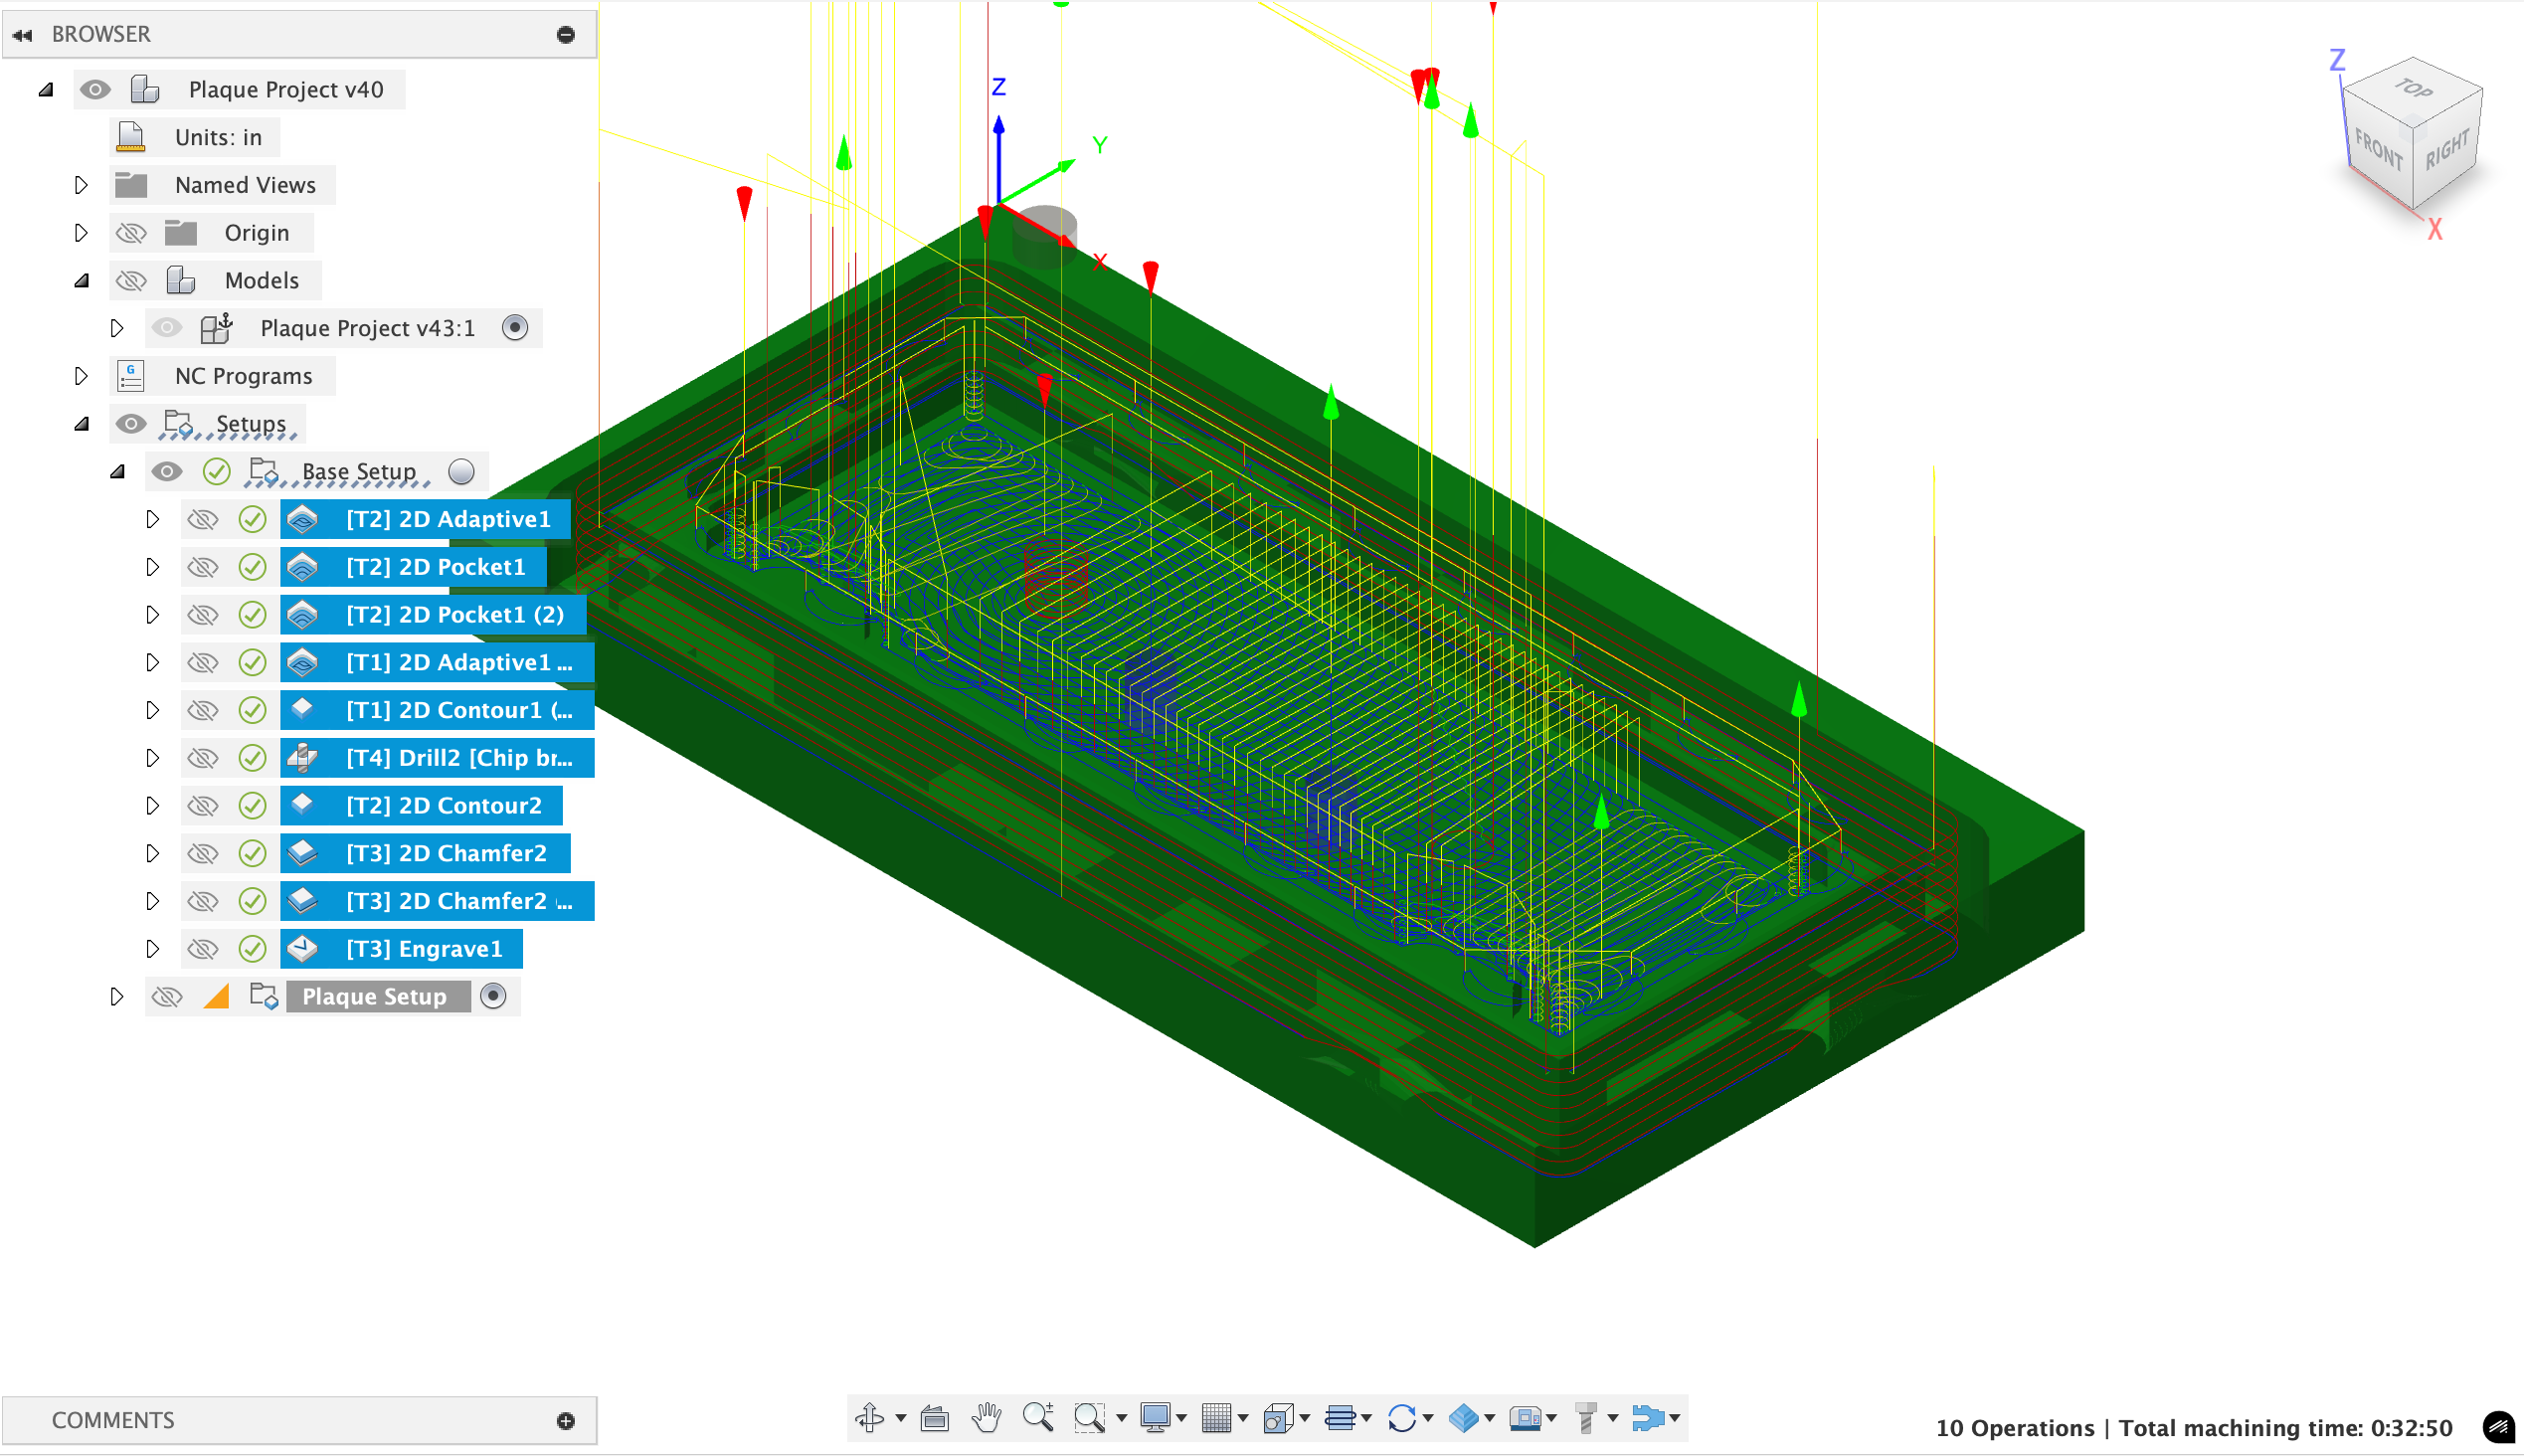 BROWSER
Plaque Project v40
Units: in
Named Views
Origin
Models
Plaque Project v43:1
G
NC Programs
Setups
Base Setup
[T2] 2D Adaptive1
[T2] 2D Pocket1
[T2] 2D Pocket1 (2)
[T1] 2D Adaptive1 ...
[T1] 2D Contour1 (...
[T4] Drill2 [Chip br...
[T2] 2D Contour2
[T3] 2D Chamfer2
[T3] 2D Chamfer2 ...
[T3] Engrave1
Plaque Setup
Z
Y
X
Z
TOP
FRONT
RIGHT
X
COMMENTS
10 Operations | Total machining time: 0:32:50